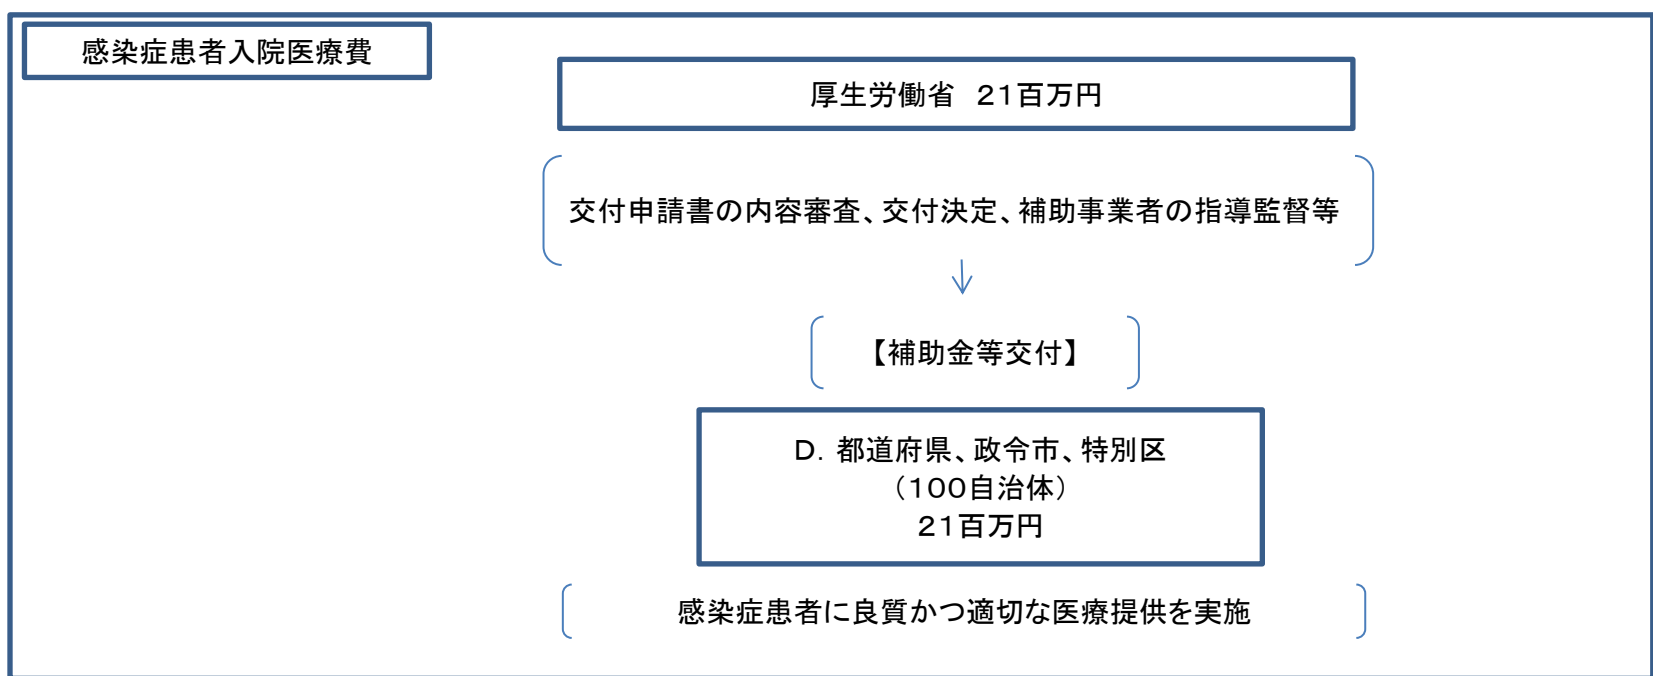 感染症患者入院医療費
厚生労働省　21百万円
交付申請書の内容審査、交付決定、補助事業者の指導監督等
【補助金等交付】
D．都道府県、政令市、特別区
（100自治体）
21百万円
感染症患者に良質かつ適切な医療提供を実施